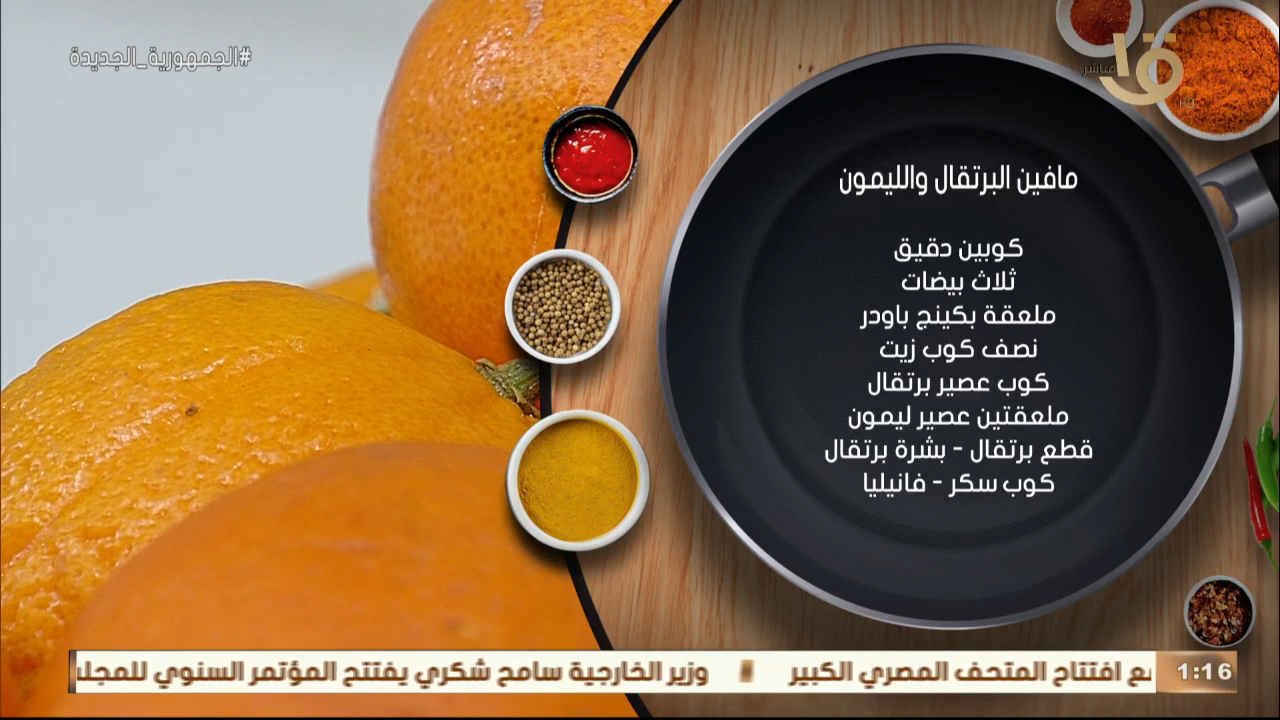 #الجمهورية_الجديدة
مباشر
HD
مافين البرتقال والليمون
كوبين دقيق
ثلاث بيضات
ملعقة بكينج باودر
نصف كوب زيت
كوب عصير برتقال
ملعقتين عصير ليمون
قطع برتقال - بشرة برتقال
كوب سكر - فانيليا
افتتاح المتحف المصري الكبير
وزير الخارجية سامح شكري يفتتح المؤتمر السنوي
1:16